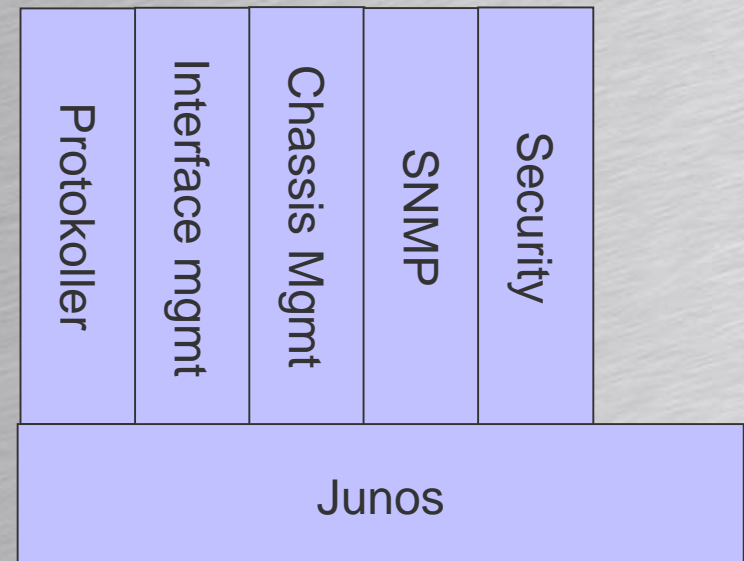 Protokoller
Interface mgmt
Chassis Mgmt
SNMP
Security
Junos